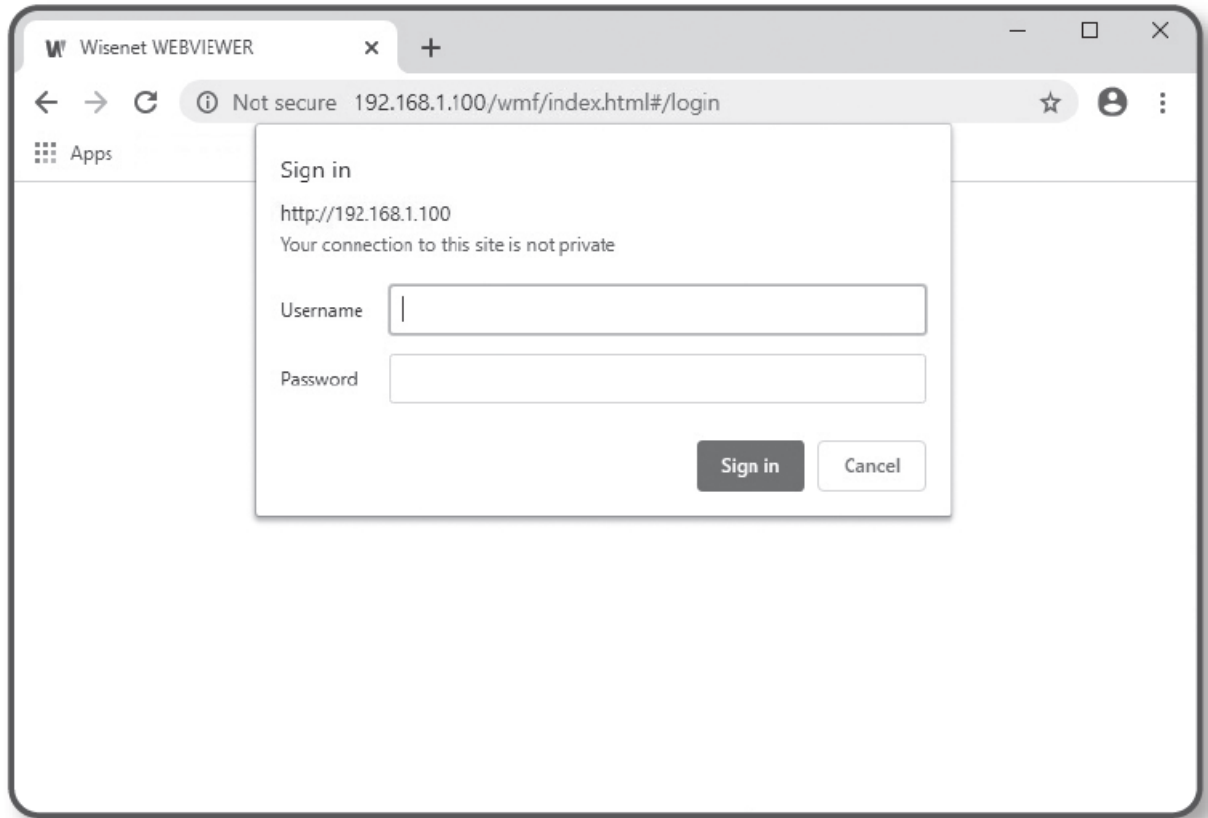 Wisenet WEBVIEWER
Not secure 192.168.1.100/wmf/index.html#/login
Apps
Sign in
http://192.168.1.100
Your connection to this site is not private
Username
Password
Sign in Cancel